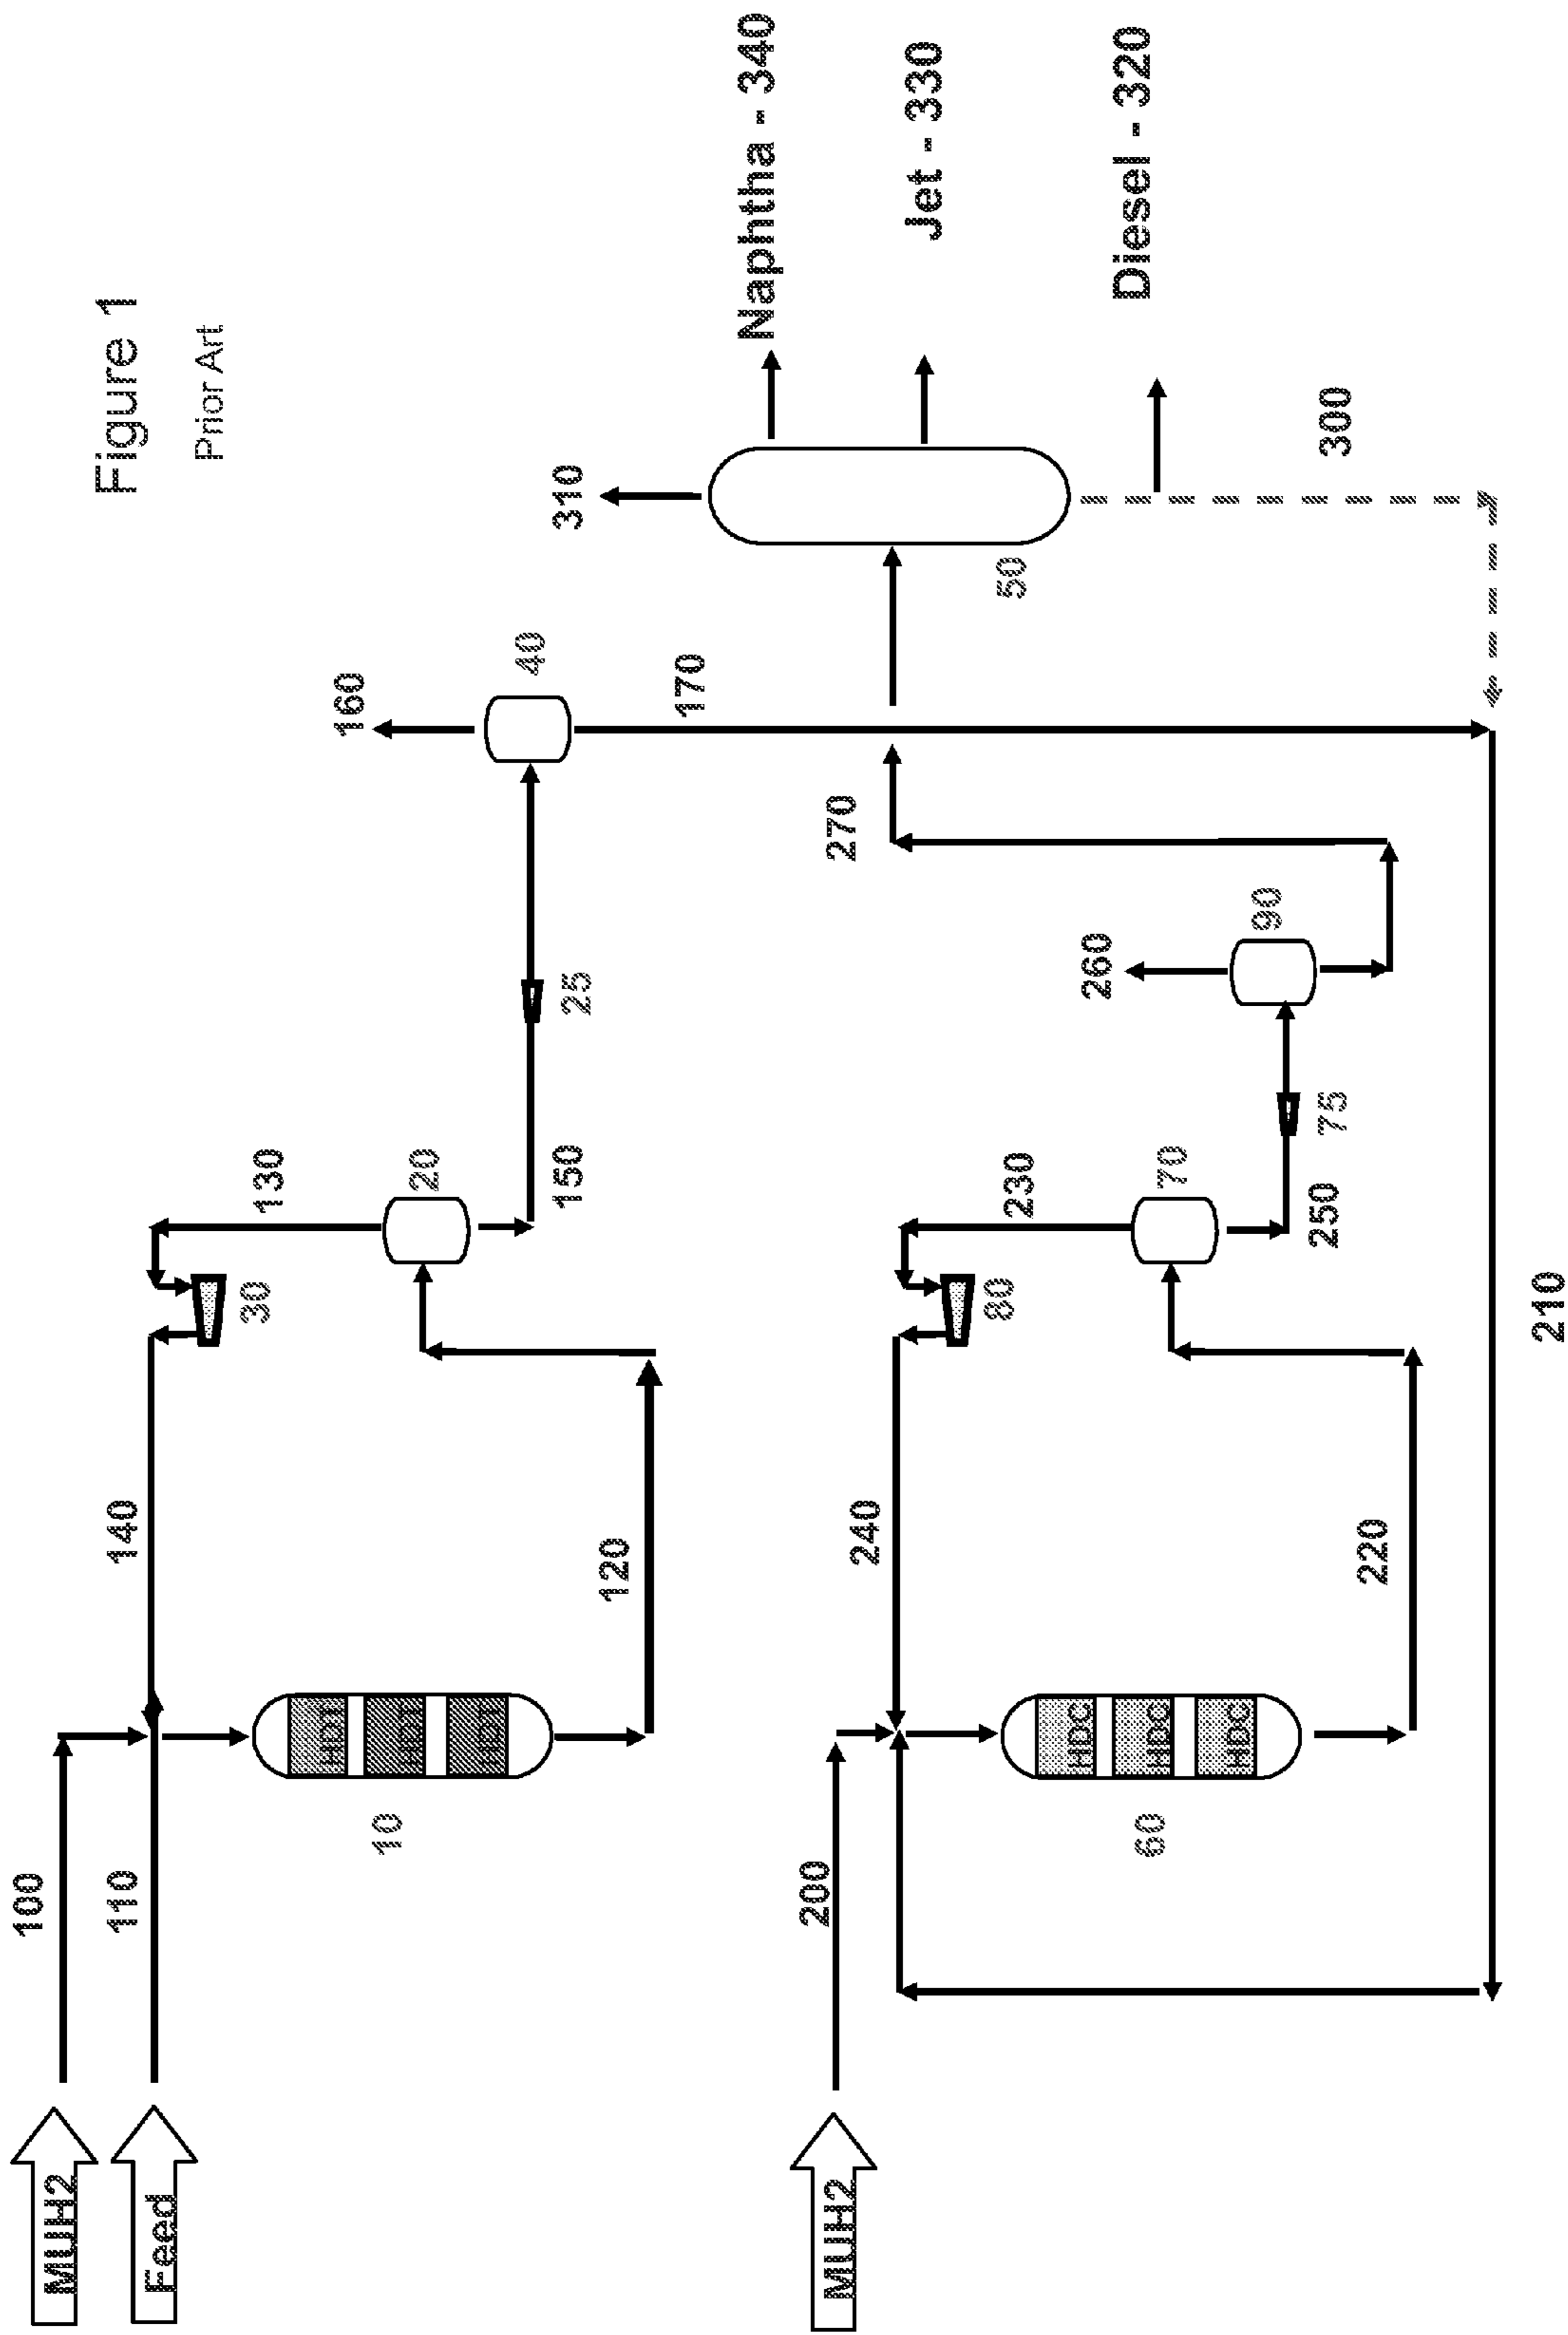 Figure 1
Prior Art
MUH2
100
Feed
110
140
130
30
10
HDT
HDT
HDT
120
20
150
25
160
40
170
310
50
Naphtha - 340
Jet - 330
Diesel - 320
300
MUH2
200
240
230
80
60
HDC
HDC
HDC
220
70
250
75
260
90
270
210